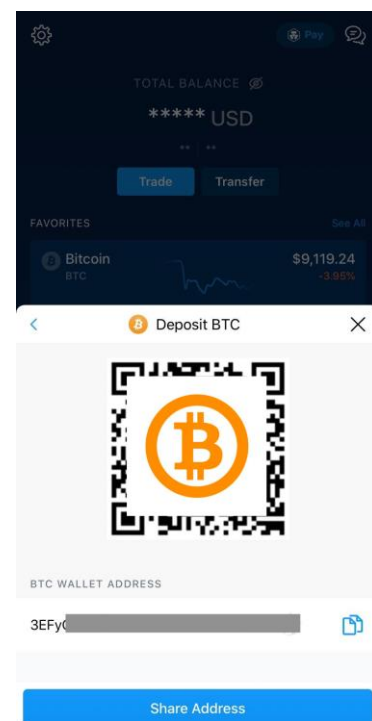 Pay
TOTAL BALANCE
***** USD
** **
Trade Transfer
FAVORITES See All
Bitcoin $9,119.24
BTC -3.95%
Deposit BTC
BTC WALLET ADDRESS
3EFy
Share Address